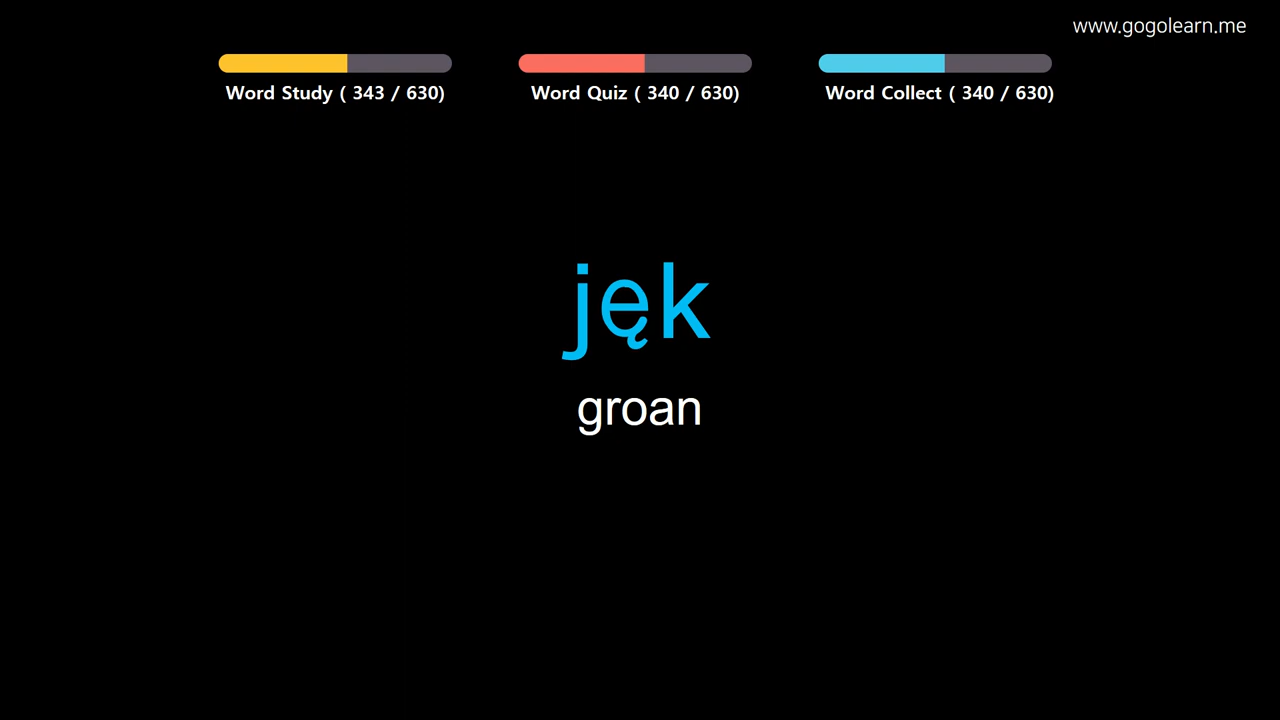 www.gogolearn.me
Word Study ( 343 / 630)
Word Quiz ( 340 / 630)
Word Collect ( 340 / 630)
jęk
groan